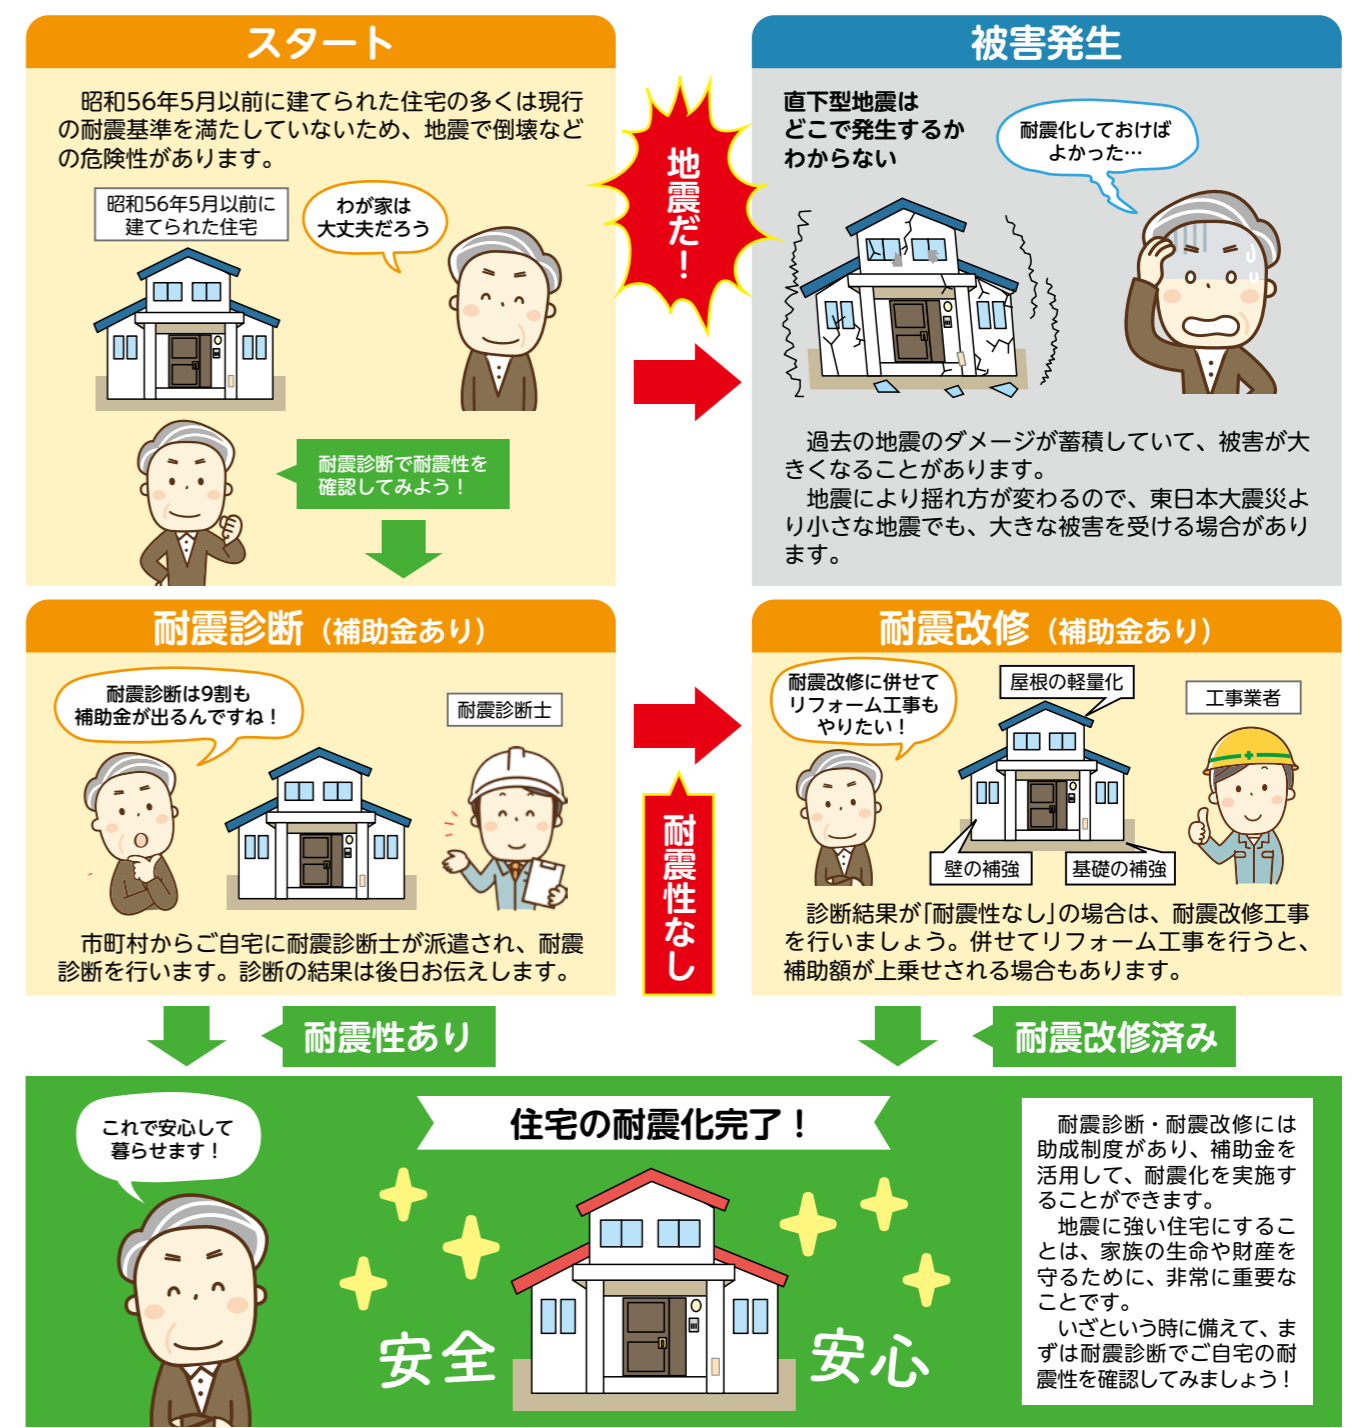 スタート
昭和56年5月以前に建てられた住宅の多くは現行
の耐震基準を満たしていないため、地震で倒壊など
の危険性があります。
昭和56年5月以前に
建てられた住宅
わが家は
大丈夫だろう
耐震診断で耐震性を
確認してみよう！
地震だ！
被害発生
直下型地震は
どこで発生するか
わからない
耐震化しておけば
よかった…
過去の地震のダメージが蓄積していて、被害が大
きくなることがあります。
地震により揺れ方が変わるので、東日本大震災よ
り小さな地震でも、大きな被害を受ける場合があり
ます。
耐震診断（補助金あり）
耐震診断は9割も
補助金が出るんですね！
耐震診断士
市町村からご自宅に耐震診断士が派遣され、耐震
診断を行います。診断の結果は後日お伝えします。
耐震性なし
耐震改修（補助金あり）
耐震改修に併せて
リフォーム工事も
やりたい！
屋根の軽量化
工事業者
壁の補強
基礎の補強
診断結果が「耐震性なし」の場合は、耐震改修工事
を行いましょう。併せてリフォーム工事を行うと、
補助額が上乗せされる場合もあります。
耐震性あり
耐震改修済み
これで安心して
暮らせます！
住宅の耐震化完了！
安全
安心
耐震診断・耐震改修には
助成制度があり、補助金を
活用して、耐震化を実施す
ることができます。
地震に強い住宅にするこ
とは、家族の生命や財産を
守るために、非常に重要な
ことです。
いざという時に備えて、ま
ずは耐震診断でご自宅の耐
震性を確認してみましょう！